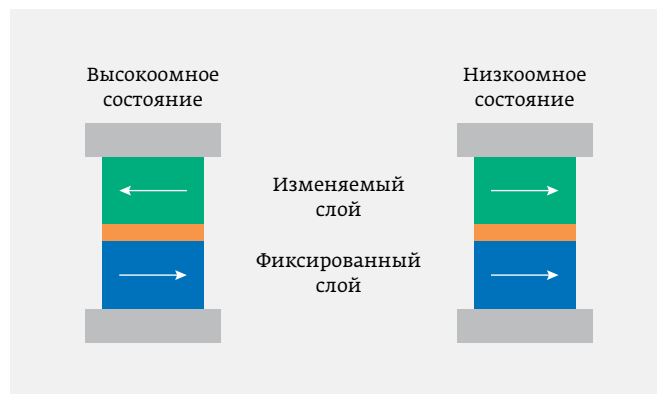 Высокоомное
состояние
Низкоомное
состояние
Изменяемый
слой
Фиксированный
слой